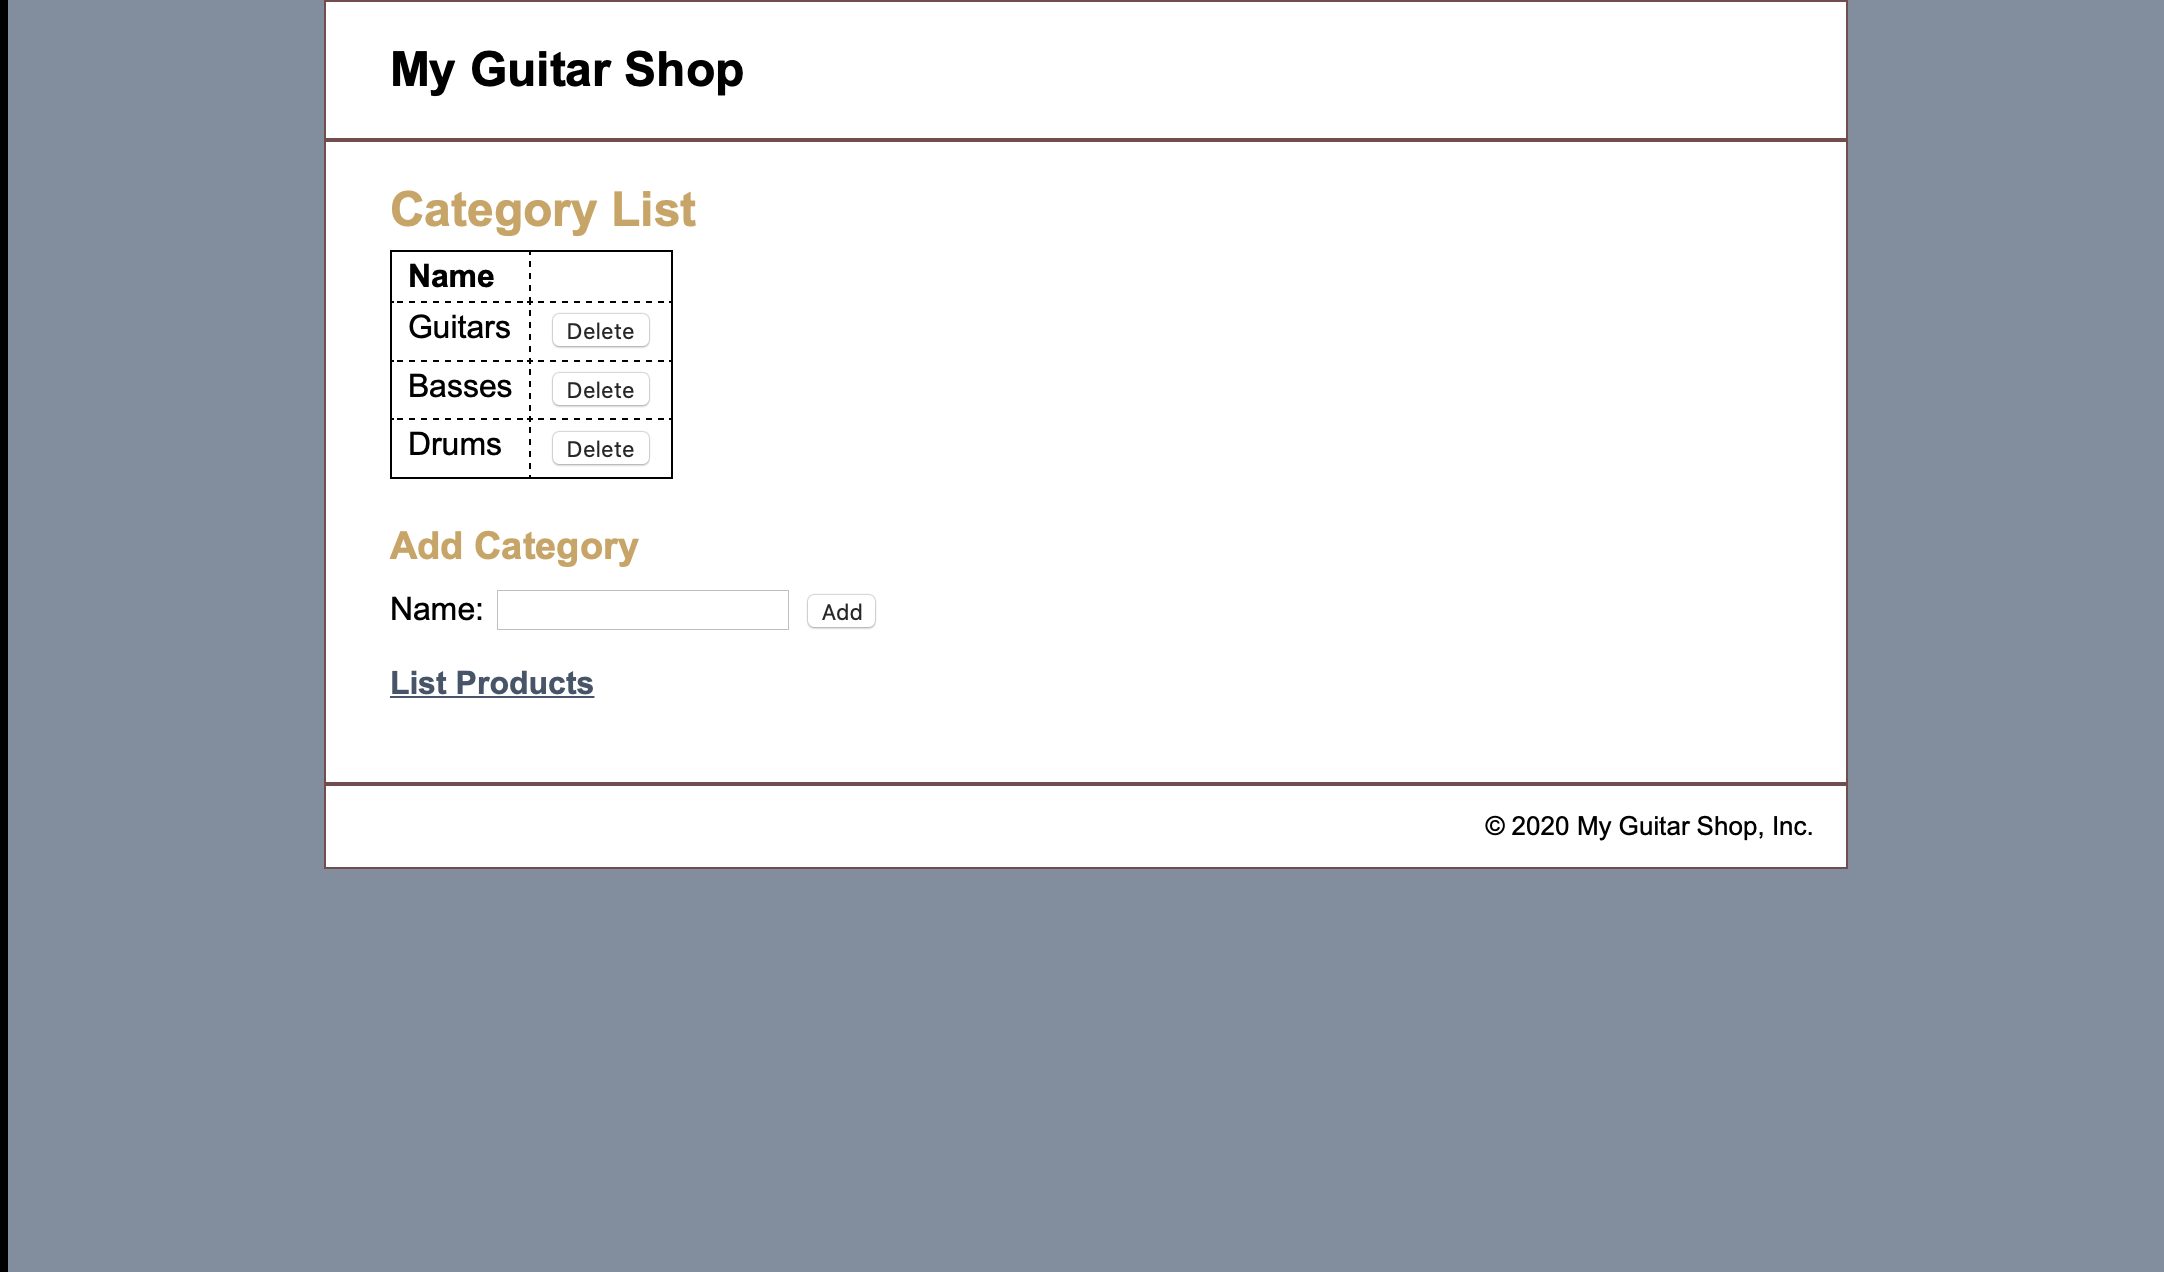 My Guitar Shop
Category List
Name
Guitars Delete
Basses Delete
Drums Delete
Add Category
Name: Add
List Products
© 2020 My Guitar Shop, Inc.